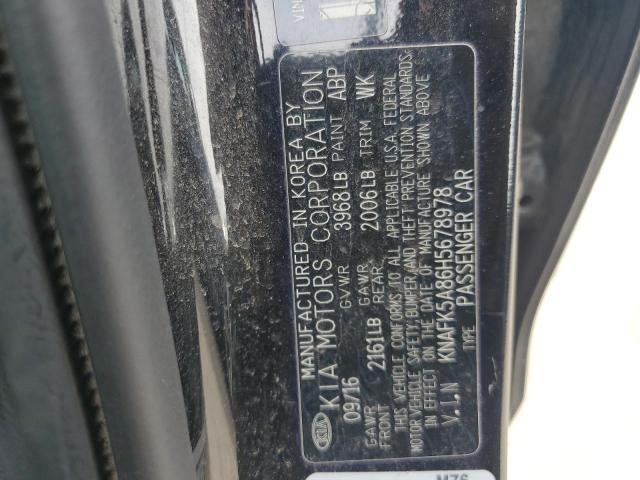 VIN
MANUFACTURED IN KOREA BY
KIA KIA MOTORS CORPORATION
09/16 GVWR 3968LB PAINT ABP
GAWR FRONT 2161LB GAWR REAR 2006LB TRIM WK
THIS VEHICLE CONFORMS TO ALL APPLICABLE U.S.A. FEDERAL
MOTOR VEHICLE SAFETY, BUMPER, AND THEFT PREVENTION STANDARDS
IN EFFECT ON THE DATE OF MANUFACTURE SHOWN ABOVE
V.I.N KNAFK5A86H5678978
TYPE PASSENGER CAR